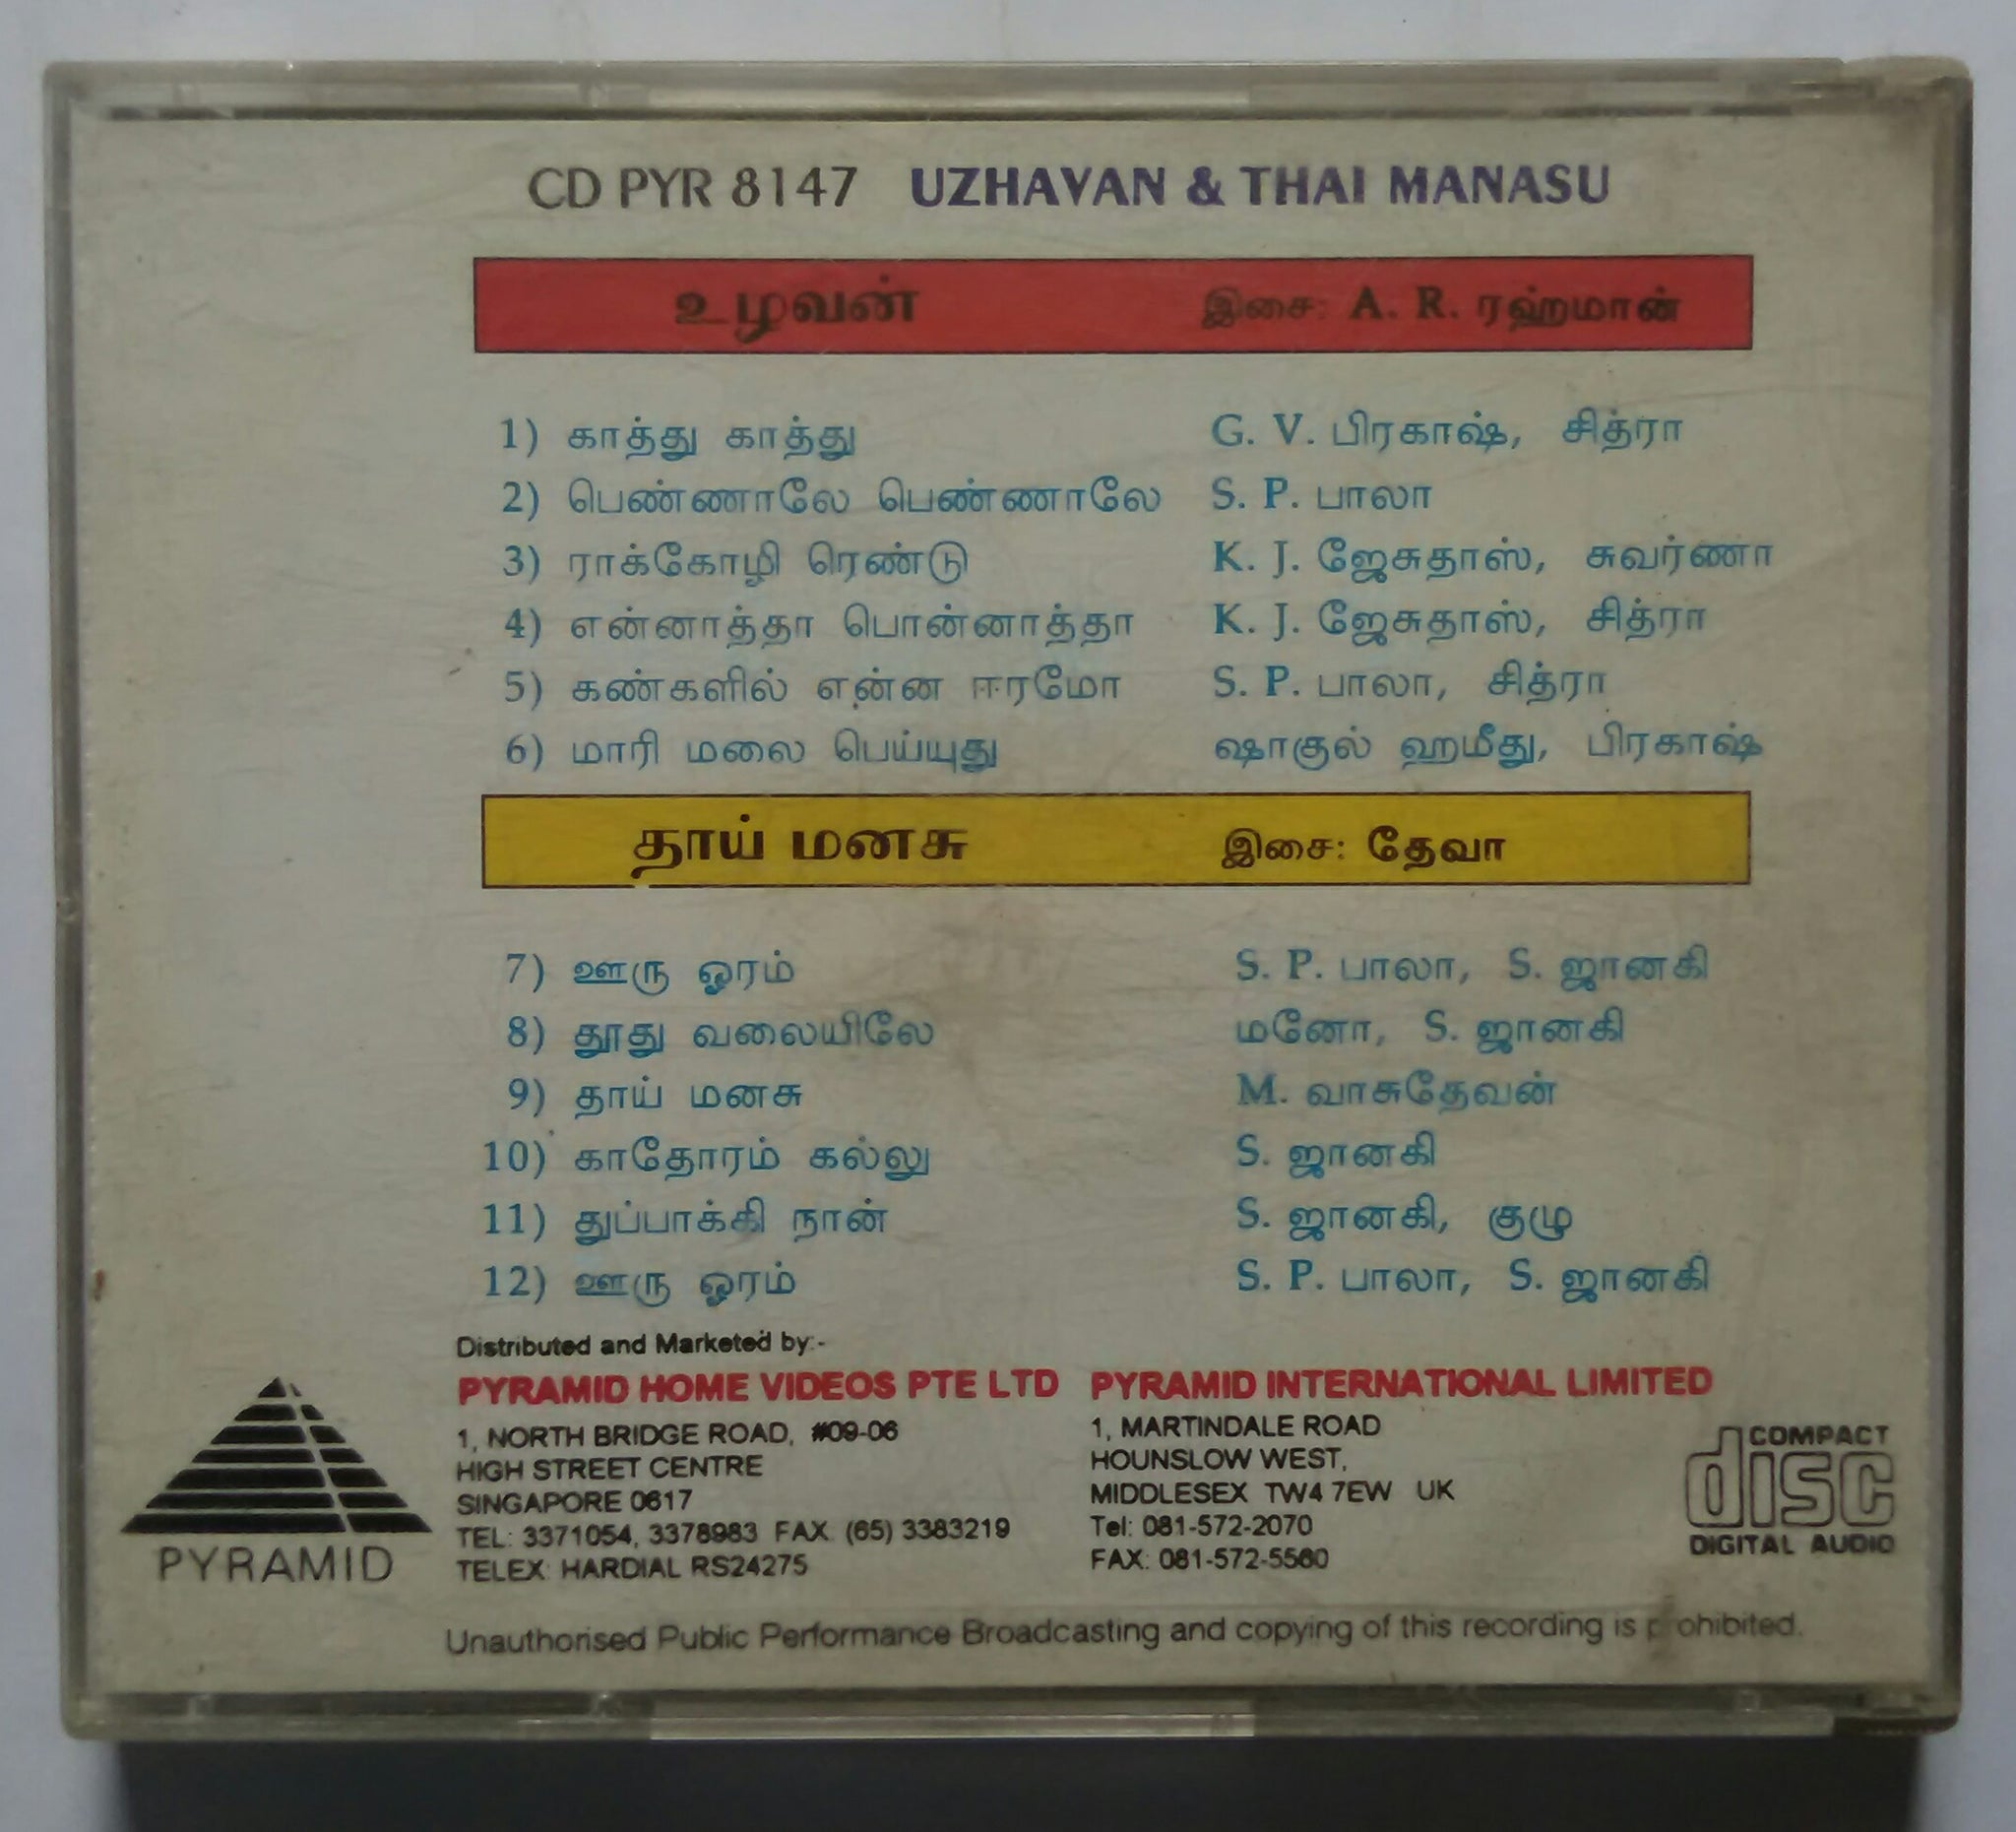 CD PYR 8147 UZHAVAN & THAI MANASU
உழவன் இசை: A. R. ரஹ்மான்
1) காத்து காத்து G. V. பிரகாஷ், சித்ரா
2) பெண்ணாலே பெண்ணாலே S. P. பாலா
3) ராக்கோழி ரெண்டு K. J. ஜேசுதாஸ், சுவர்ணா
4) என்னாத்தா பொன்னாத்தா K. J. ஜேசுதாஸ், சித்ரா
5) கண்களில் என்ன ஈரமோ S. P. பாலா, சித்ரா
6) மாரி மலை பெய்யுது ஷாகுல் ஹமீது, பிரகாஷ்
தாய் மனசு இசை: தேவா
7) ஊரு ஓரம் S. P. பாலா, S. ஜானகி
8) தூது வலையிலே மனோ, S. ஜானகி
9) தாய் மனசு M. வாசுதேவன்
10) காதோரம் கல்லு S. ஜானகி
11) துப்பாக்கி நான் S. ஜானகி, குழு
12) ஊரு ஓரம் S. P. பாலா, S. ஜானகி
Distributed and Marketed by:-
PYRAMID HOME VIDEOS PTE LTD
1, NORTH BRIDGE ROAD, #09-06
HIGH STREET CENTRE
SINGAPORE 0617
TEL: 3371054, 3378983 FAX: (65) 3383219
TELEX: HARDIAL RS24275
PYRAMID INTERNATIONAL LIMITED
1, MARTINDALE ROAD
HOUNSLOW WEST,
MIDDLESEX TW4 7EW UK
Tel: 081-572-2070
FAX: 081-572-5560
PYRAMID
COMPACT
disc
DIGITAL AUDIO
Unauthorised Public Performance Broadcasting and copying of this recording is prohibited.